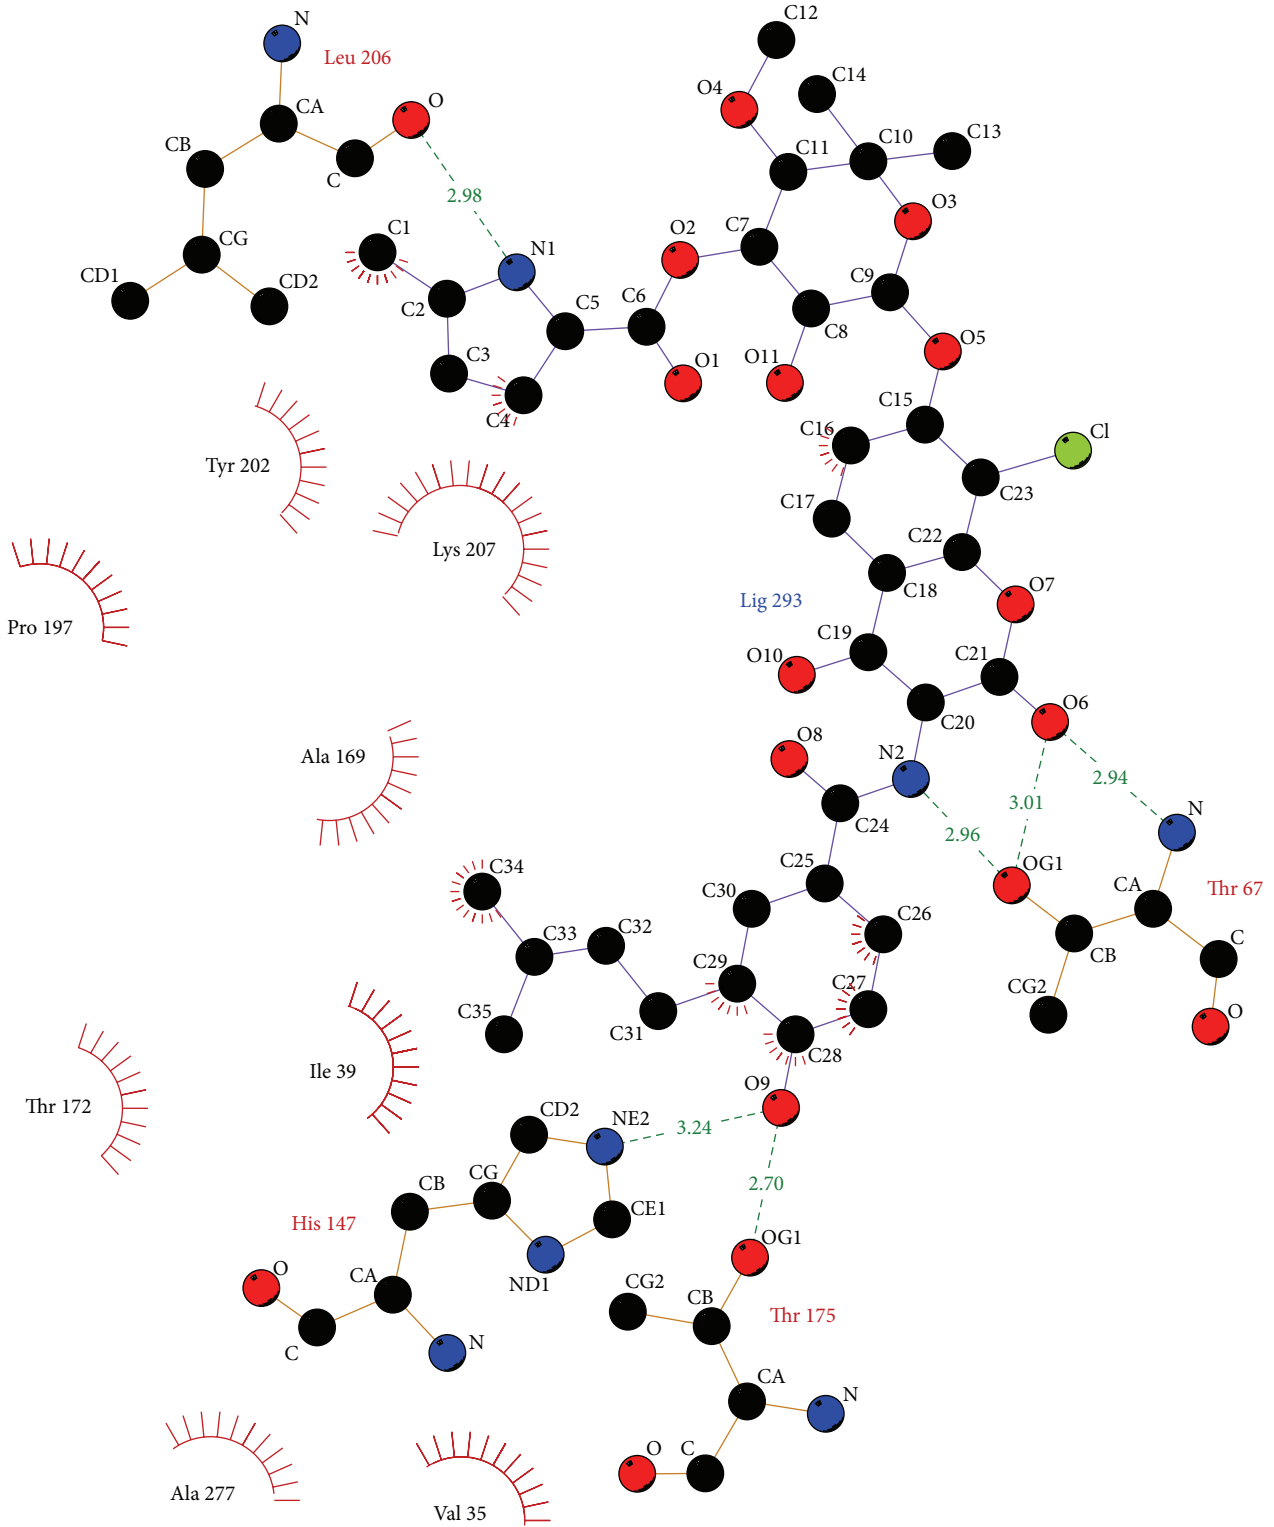 C12
N
Leu 206
C14
O4
O
CA
C13
C10
CB
C11
C
2.98
O3
C1
O2
C7
CG
N1
C9
CD1
CD2
C5
C6
C2
C8
O5
C3
O11
O1
C15
C4
C16
Cl
Tyr 202
C23
C17
C22
Lys 207
O7
C18
Lig 293
Pro 197
C19
C21
O10
O6
C20
O8
Ala 169
N2
2.94
3.01
N
C24
2.96
C25
OG1
C34
CA
Thr 67
C30
C26
C33
C32
C
CB
C29
C27
CG2
C35
O
C31
C28
Ile 39
O9
Thr 172
CD2
NE2
3.24
CG
CB
2.70
CE1
His 147
OG1
O
CA
ND1
CG2
CB
Thr 175
N
C
CA
N
O
C
Ala 277
Val 35